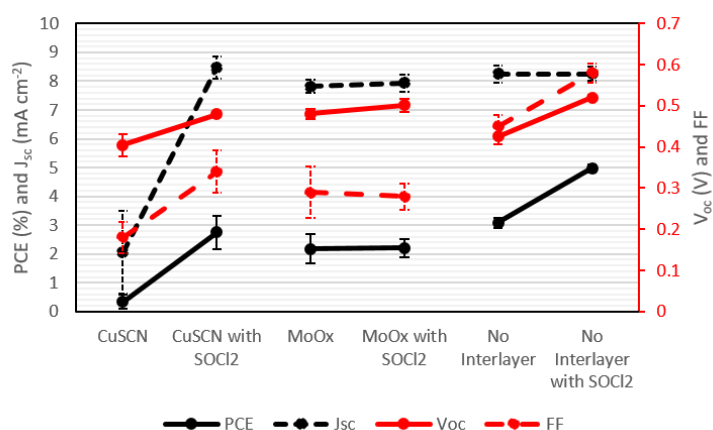 PCE (%) and Jsc (mA cm-2)
10
9
8
7
6
5
4
3
2
1
0
0.7
0.6
0.5
0.4
0.3
0.2
0.1
0
Voc (V) and FF
CuSCN
CuSCN with
SOCl2
MoOx
MoOx with
SOCl2
No
Interlayer
No
Interlayer
with SOCl2
PCE
Jsc
Voc
FF